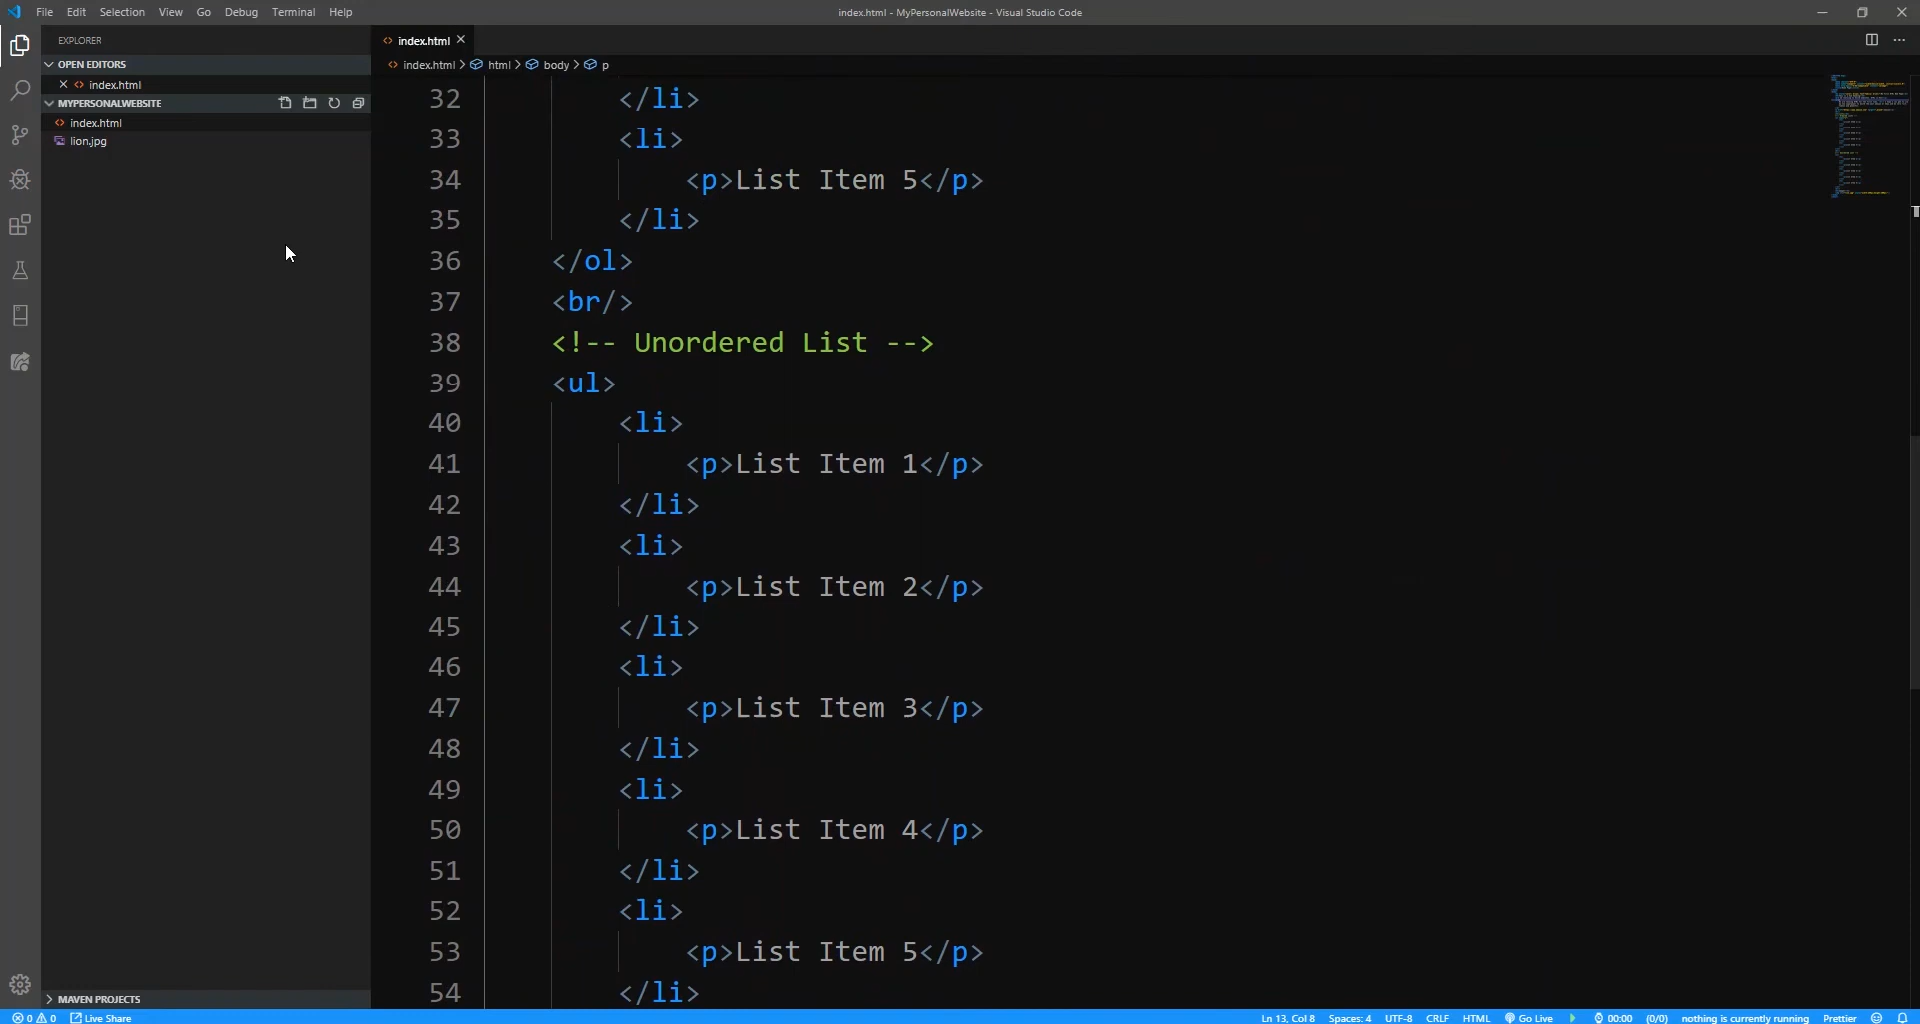 File Edit Selection View Go Debug Terminal Help
index.html - MyPersonalWebsite - Visual Studio Code
EXPLORER
OPEN EDITORS
index.html
MYPERSONALWEBSITE
index.html
lion.jpg
MAVEN PROJECTS
index.html
index.html > html > body > p
32 </li>
33 <li>
34 <p>List Item 5</p>
35 </li>
36 </ol>
37 <br/>
38 <!-- Unordered List -->
39 <ul>
40 <li>
41 <p>List Item 1</p>
42 </li>
43 <li>
44 <p>List Item 2</p>
45 </li>
46 <li>
47 <p>List Item 3</p>
48 </li>
49 <li>
50 <p>List Item 4</p>
51 </li>
52 <li>
53 <p>List Item 5</p>
54 </li>
0 0 Live Share Ln 13, Col 8 Spaces: 4 UTF-8 CRLF HTML Go Live 00:00 (0/0) nothing is currently running Prettier